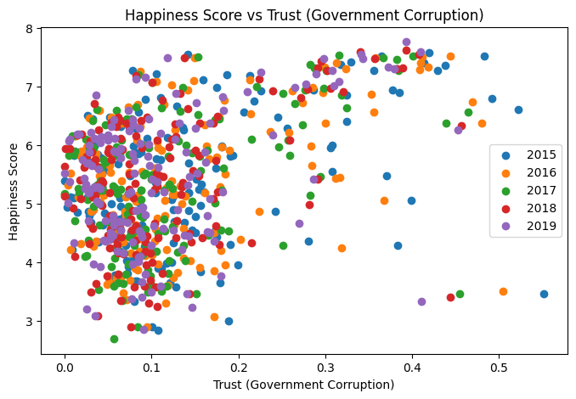 Happiness Score vs Trust (Government Corruption)
8
7
6
5
4
3
Happiness Score
2015
2016
2017
2018
2019
0.0 0.1 0.2 0.3 0.4 0.5
Trust (Government Corruption)